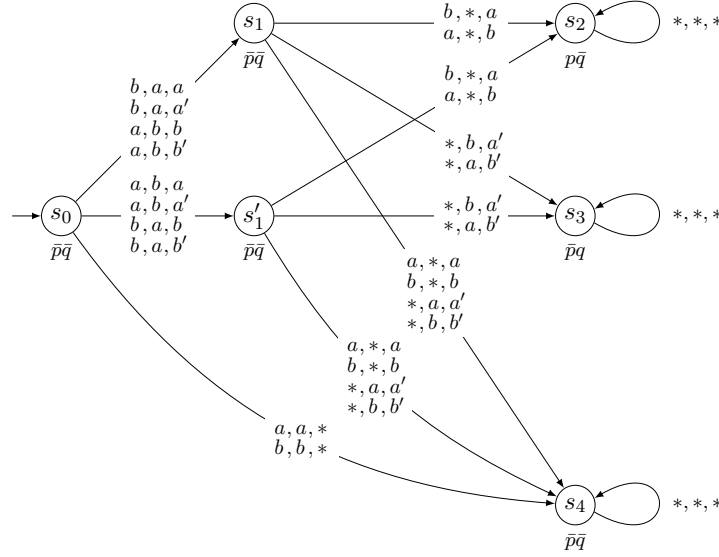 s₁
p̄q̄
b, *, a
a, *, b
s₂
pq̄
*, *, *
b, a, a
b, a, a′
a, b, b
a, b, b′
b, *, a
a, *, b
*, b, a′
*, a, b′
s₀
p̄q̄
a, b, a
a, b, a′
b, a, b
b, a, b′
s′₁
p̄q̄
*, b, a′
*, a, b′
s₃
p̄q
*, *, *
a, *, a
b, *, b
*, a, a′
*, b, b′
a, *, a
b, *, b
*, a, a′
*, b, b′
a, a, *
b, b, *
s₄
p̄q̄
*, *, *